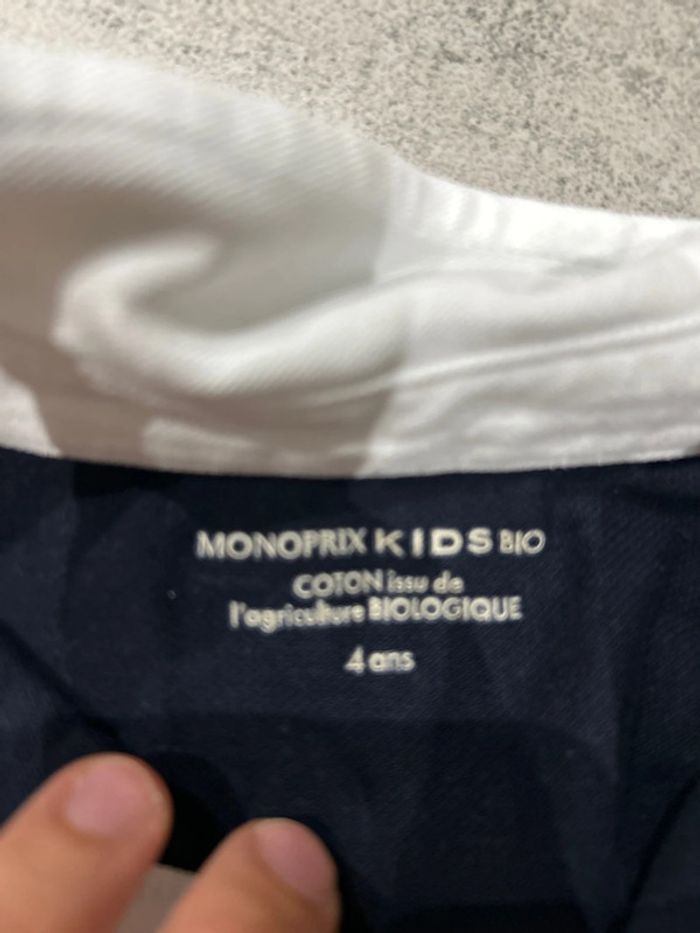 MONOPRIX KIDS BIO
COTON issu de
l'agriculture BIOLOGIQUE
4 ans